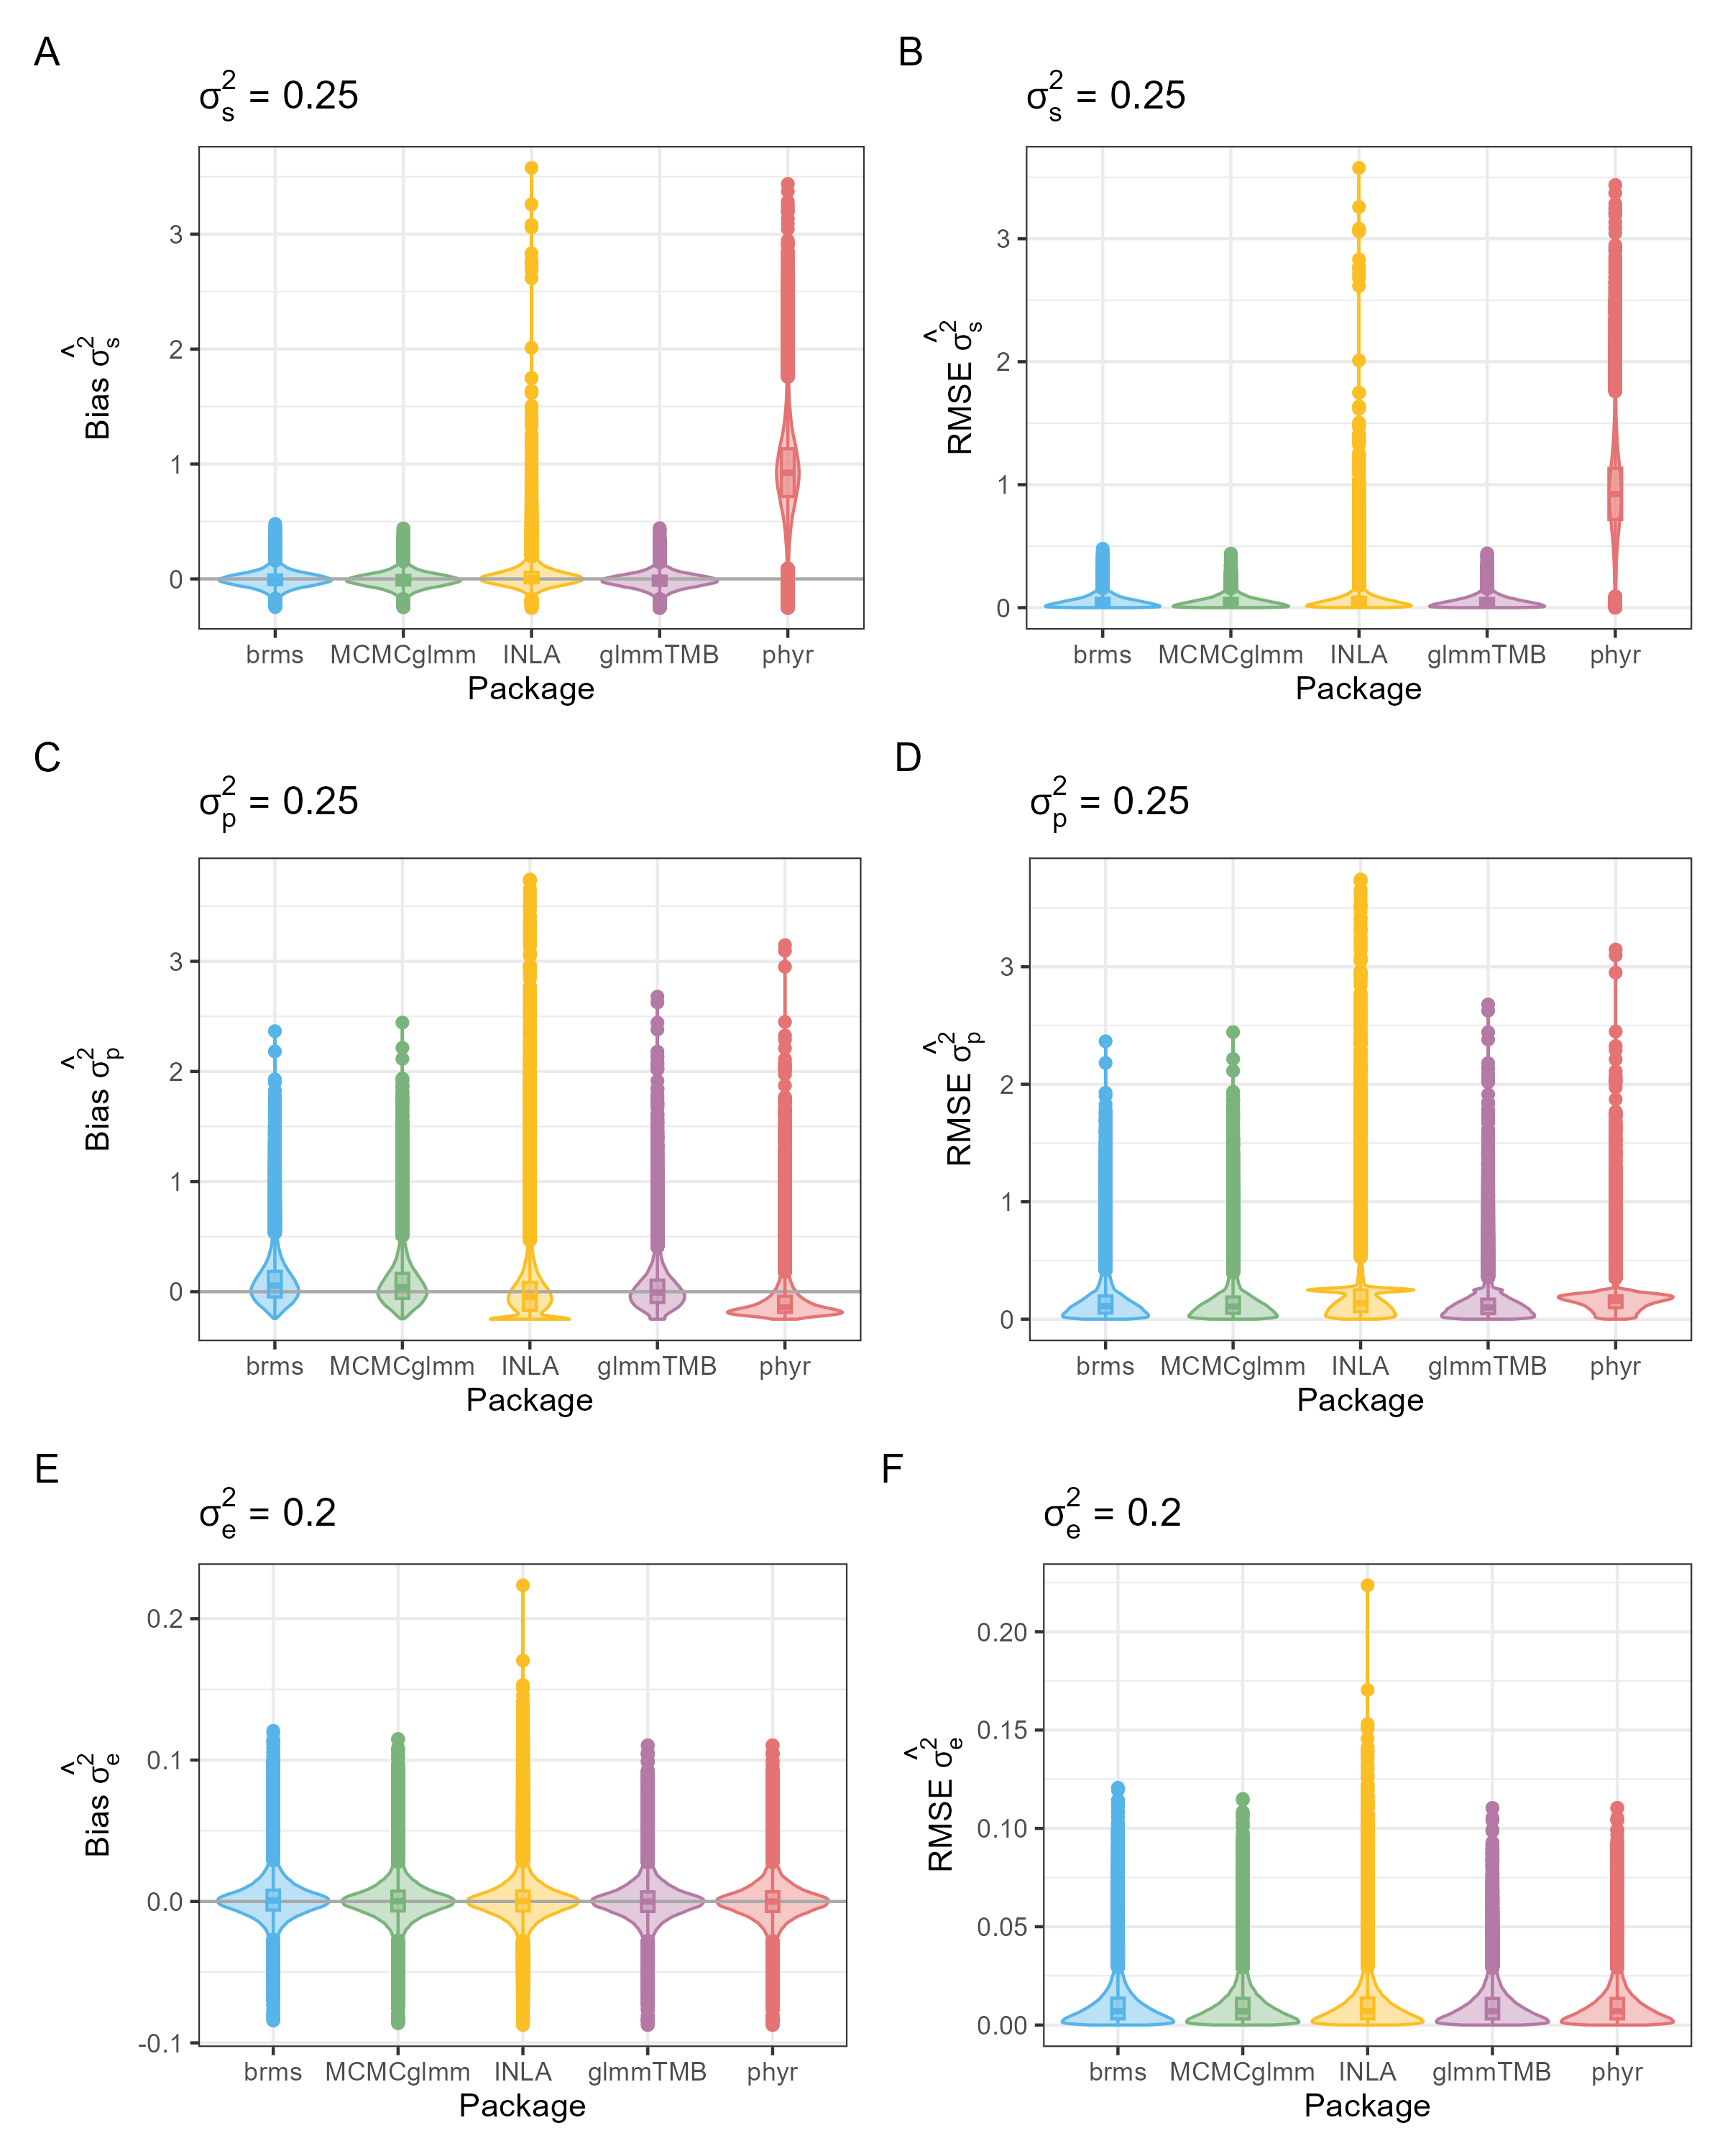 A
σ²ₛ = 0.25
Bias σ̂²ₛ
3
2
1
0
brms MCMCglmm INLA glmmTMB phyr
Package
B
σ²ₛ = 0.25
RMSE σ̂²ₛ
3
2
1
0
brms MCMCglmm INLA glmmTMB phyr
Package
C
σ²ₚ = 0.25
Bias σ̂²ₚ
3
2
1
0
brms MCMCglmm INLA glmmTMB phyr
Package
D
σ²ₚ = 0.25
RMSE σ̂²ₚ
3
2
1
0
brms MCMCglmm INLA glmmTMB phyr
Package
E
σ²ₑ = 0.2
Bias σ̂²ₑ
0.2
0.1
0.0
-0.1
brms MCMCglmm INLA glmmTMB phyr
Package
F
σ²ₑ = 0.2
RMSE σ̂²ₑ
0.20
0.15
0.10
0.05
0.00
brms MCMCglmm INLA glmmTMB phyr
Package